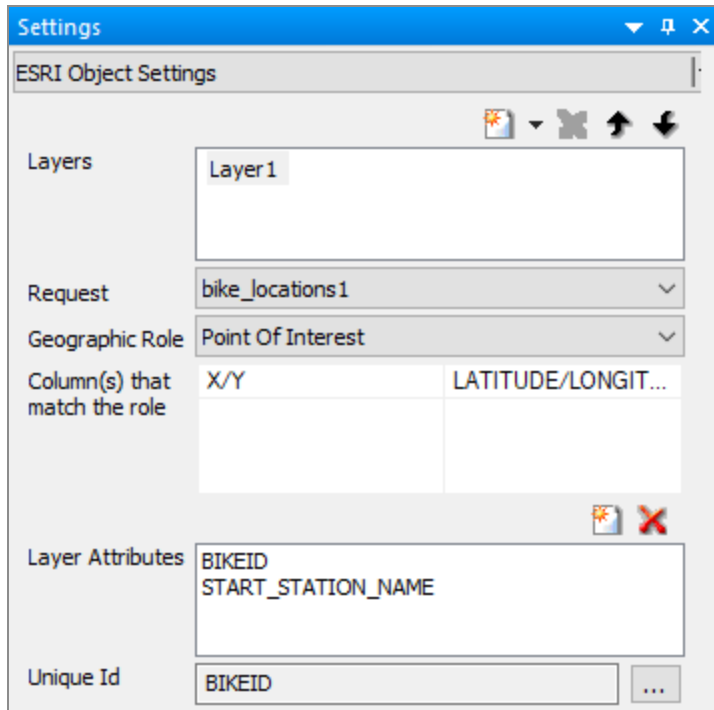 Settings
ESRI Object Settings
Layers
Layer1
Request
bike_locations1
Geographic Role
Point Of Interest
Column(s) that
match the role
X/Y
LATITUDE/LONGIT...
Layer Attributes
BIKEID
START_STATION_NAME
Unique Id
BIKEID
...